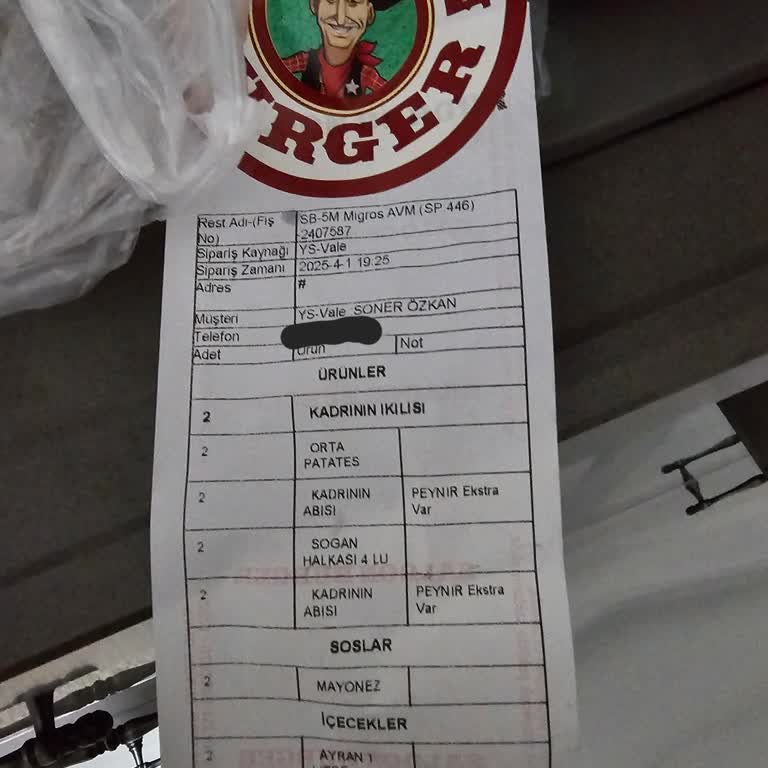 URGER
Rest Adı-(Fiş No) SB-5M Migros AVM (SP 446) -2407587
Sipariş Kaynağı YS-Vale
Sipariş Zamanı 2025-4-1 19:25
Adres #
Müşteri YS-Vale SONER ÖZKAN
Telefon
Adet Ürün Not
ÜRÜNLER
2 KADRININ IKILISI
2 ORTA PATATES
2 KADRININ ABISI PEYNIR Ekstra Var
2 SOGAN HALKASI 4 LU
2 KADRININ ABISI PEYNIR Ekstra Var
SOSLAR
2 MAYONEZ
İÇECEKLER
2 AYRAN 1